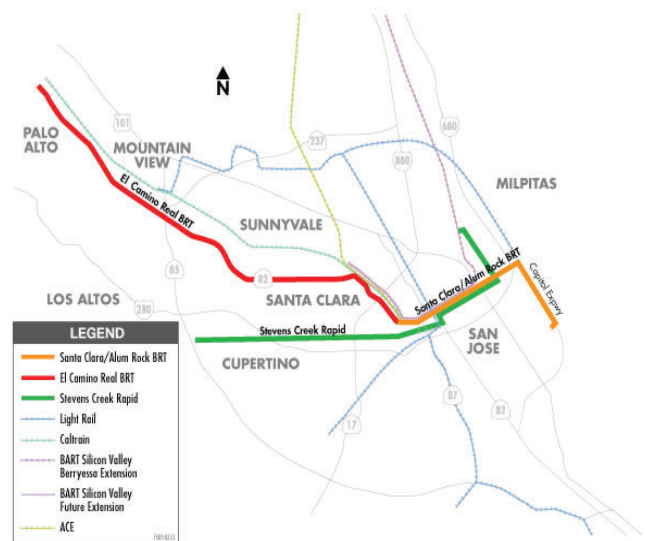 N
101
237
680
880
PALO
ALTO
MOUNTAIN
VIEW
MILPITAS
El Camino Real BRT
SUNNYVALE
85
82
LOS ALTOS
280
SANTA CLARA
Santa Clara/Alum Rock BRT
Capitol Expwy
Stevens Creek Rapid
CUPERTINO
SAN
JOSE
87
82
17
LEGEND
Santa Clara/Alum Rock BRT
El Camino Real BRT
Stevens Creek Rapid
Light Rail
Caltrain
BART Silicon Valley
Berryessa Extension
BART Silicon Valley
Future Extension
ACE